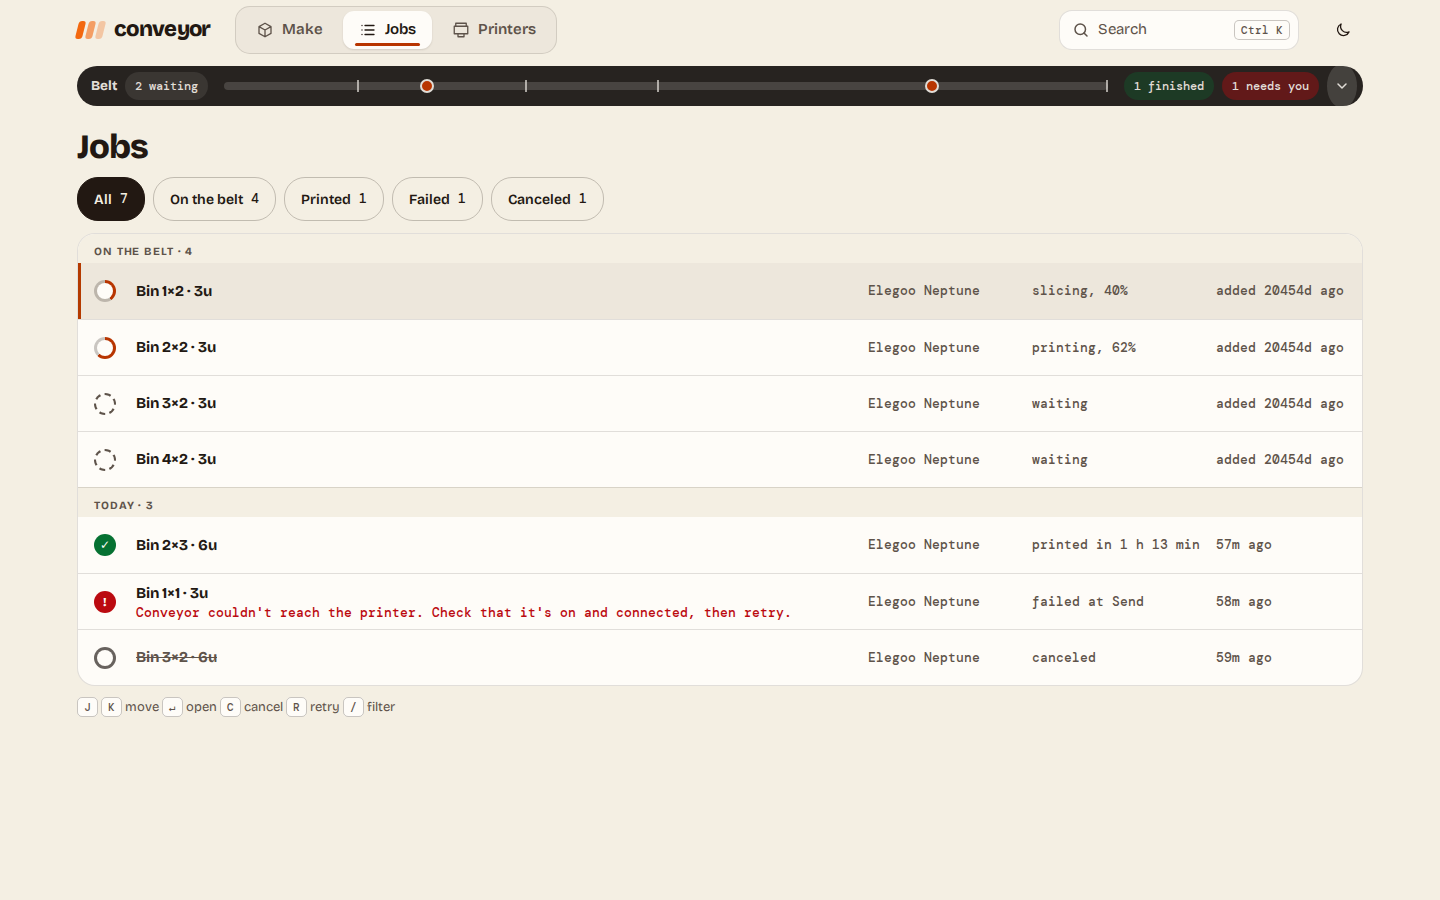 conveyor Make Jobs Printers Search Ctrl K
Belt 2 waiting 1 finished 1 needs you
Jobs
All 7 On the belt 4 Printed 1 Failed 1 Canceled 1
ON THE BELT · 4
Bin 1×2 · 3u Elegoo Neptune slicing, 40% added 20454d ago
Bin 2×2 · 3u Elegoo Neptune printing, 62% added 20454d ago
Bin 3×2 · 3u Elegoo Neptune waiting added 20454d ago
Bin 4×2 · 3u Elegoo Neptune waiting added 20454d ago
TODAY · 3
Bin 2×3 · 6u Elegoo Neptune printed in 1 h 13 min 57m ago
Bin 1×1 · 3u
Conveyor couldn't reach the printer. Check that it's on and connected, then retry. Elegoo Neptune failed at Send 58m ago
Bin 3×2 · 6u Elegoo Neptune canceled 59m ago
J K move ↵ open C cancel R retry / filter